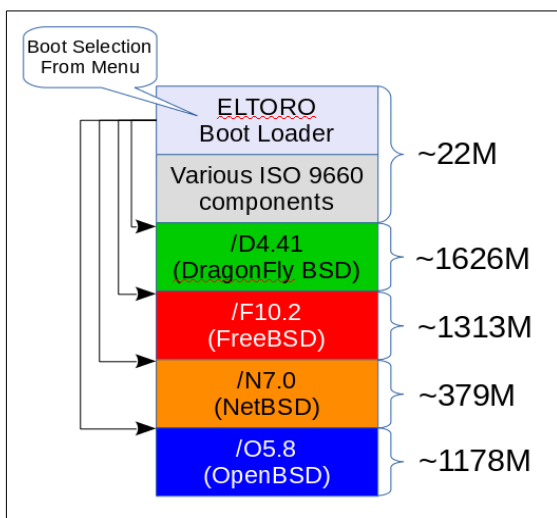 Boot Selection
From Menu
ELTORO
Boot Loader
~22M
Various ISO 9660
components
/D4.41
(DragonFly BSD)
~1626M
/F10.2
(FreeBSD)
~1313M
/N7.0
(NetBSD)
~379M
/O5.8
(OpenBSD)
~1178M